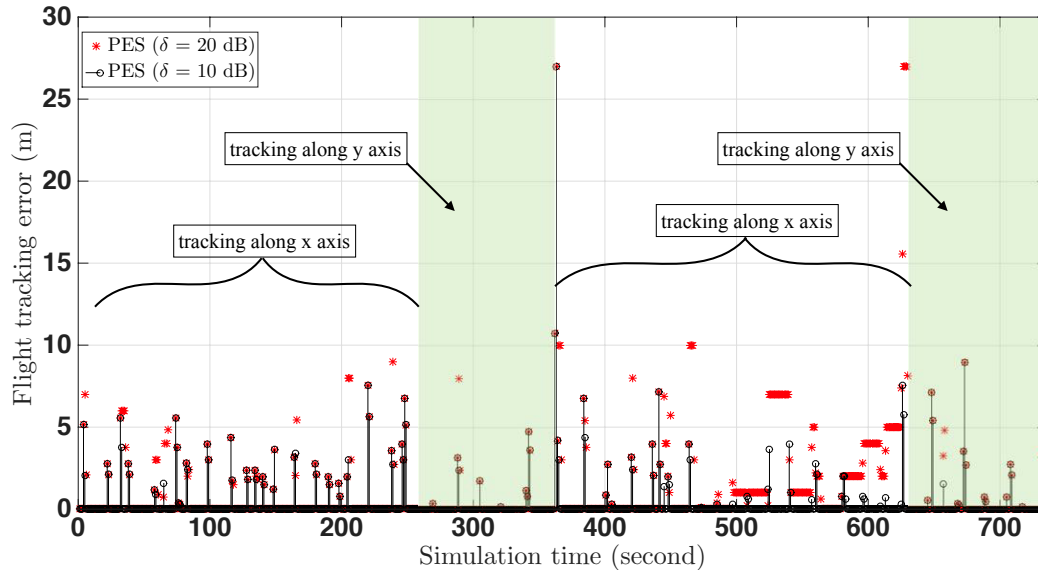 30
25
20
15
10
5
0
Flight tracking error (m)
PES (δ = 20 dB)
PES (δ = 10 dB)
tracking along y axis
tracking along y axis
tracking along x axis
tracking along x axis
0 100 200 300 400 500 600 700
Simulation time (second)